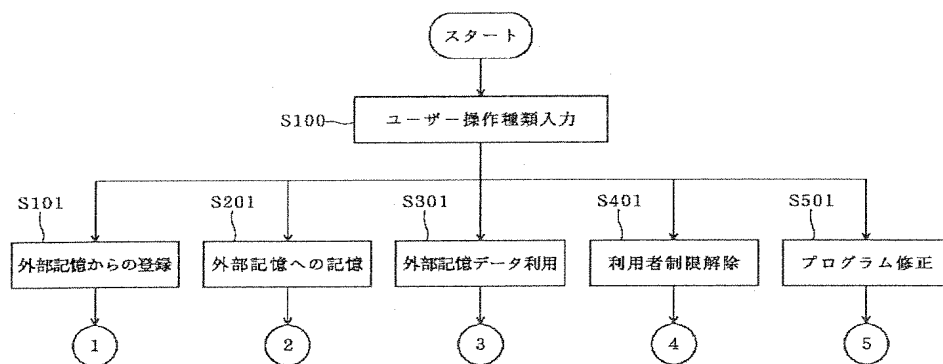 スタート
S100
ユーザー操作種類入力
S101
S201
S301
S401
S501
外部記憶からの登録
外部記憶への記憶
外部記憶データ利用
利用者制限解除
プログラム修正
1
2
3
4
5